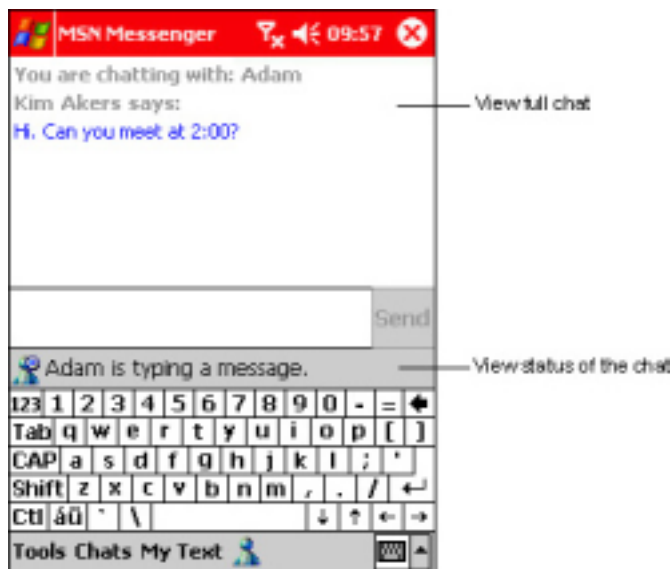 MSN Messenger 09:57
You are chatting with: Adam
Kim Akers says:
Hi. Can you meet at 2:00?
View full chat
Send
Adam is typing a message.
View status of the chat
123 1 2 3 4 5 6 7 8 9 0 - =
Tab q w e r t y u i o p [ ]
CAP a s d f g h j k l ; '
Shift z x c v b n m , . /
Ctl áü ` \
Tools Chats My Text